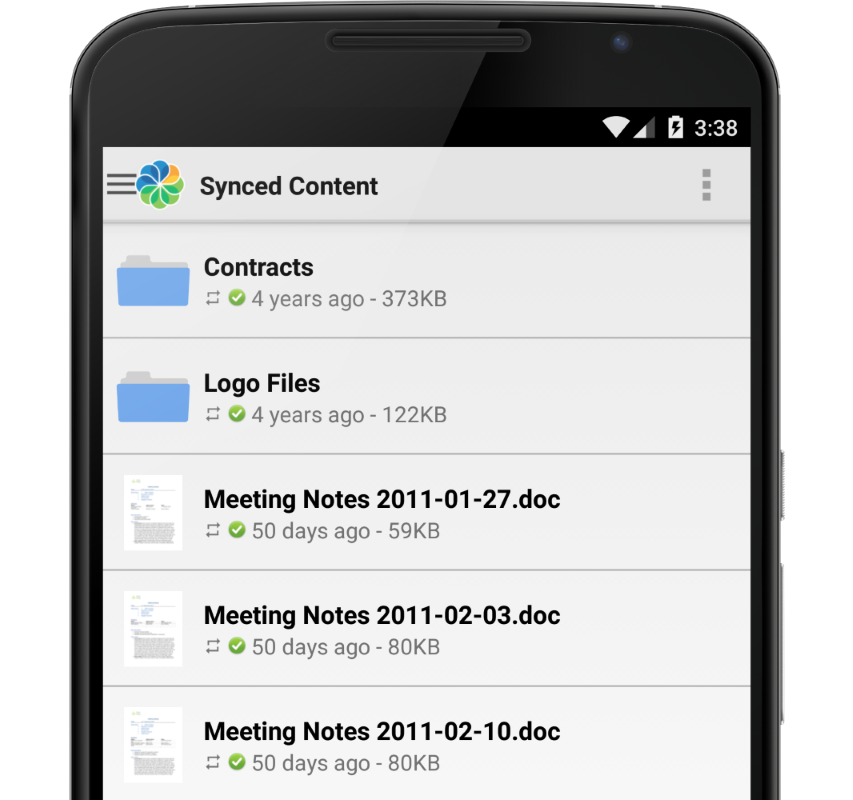 3:38
Synced Content
Contracts
4 years ago - 373KB
Logo Files
4 years ago - 122KB
Meeting Notes 2011-01-27.doc
50 days ago - 59KB
Meeting Notes 2011-02-03.doc
50 days ago - 80KB
Meeting Notes 2011-02-10.doc
50 days ago - 80KB